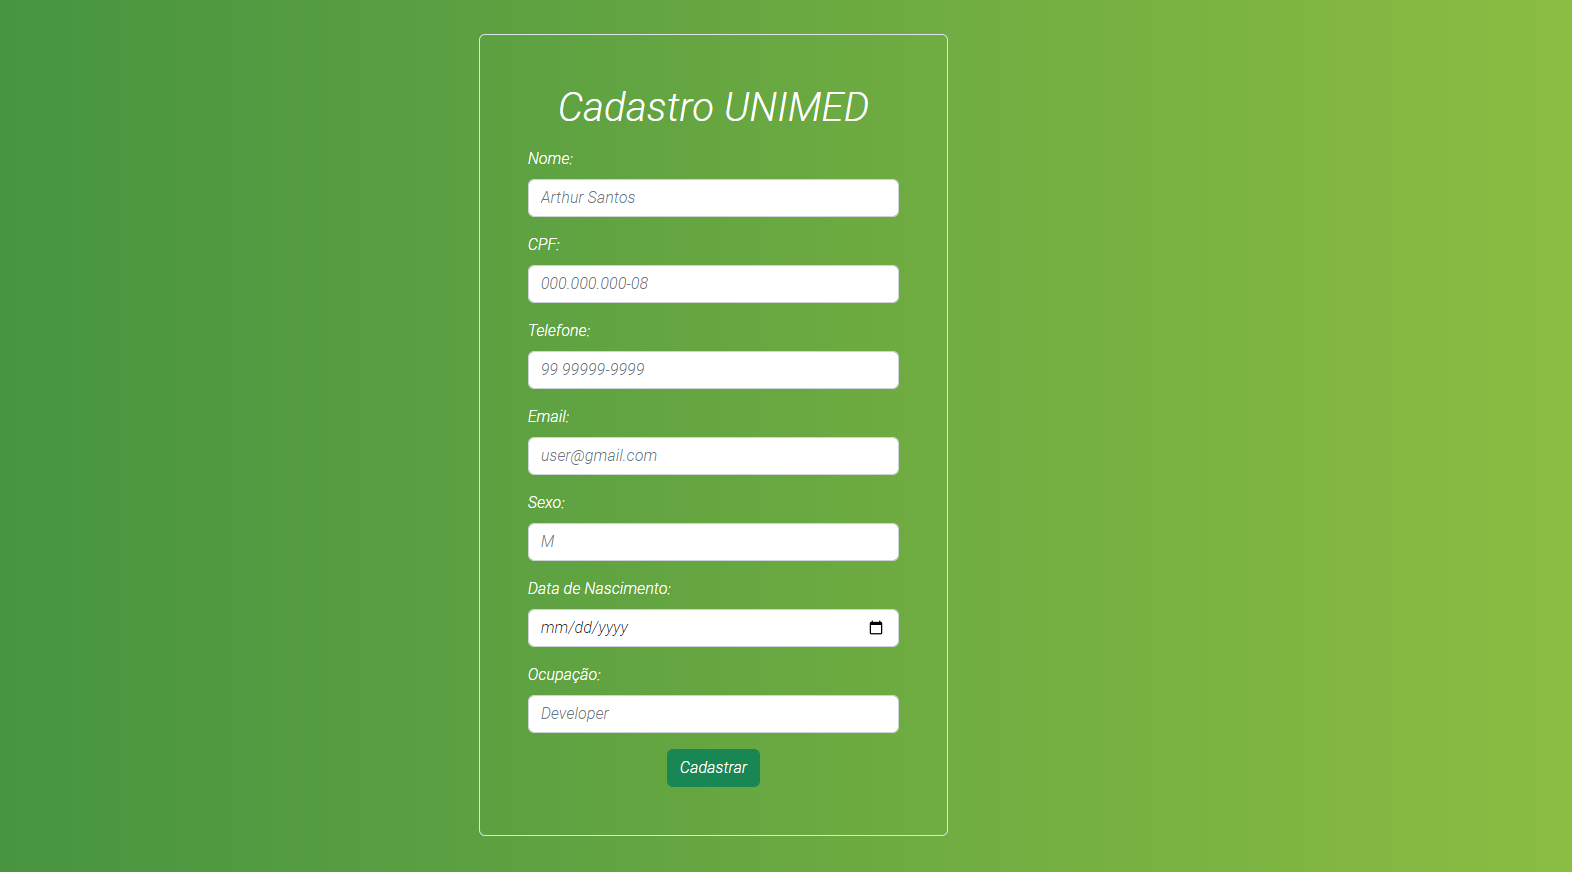 Cadastro UNIMED
Nome:
Arthur Santos
CPF:
000.000.000-08
Telefone:
99 99999-9999
Email:
user@gmail.com
Sexo:
M
Data de Nascimento:
mm/dd/yyyy
Ocupação:
Developer
Cadastrar